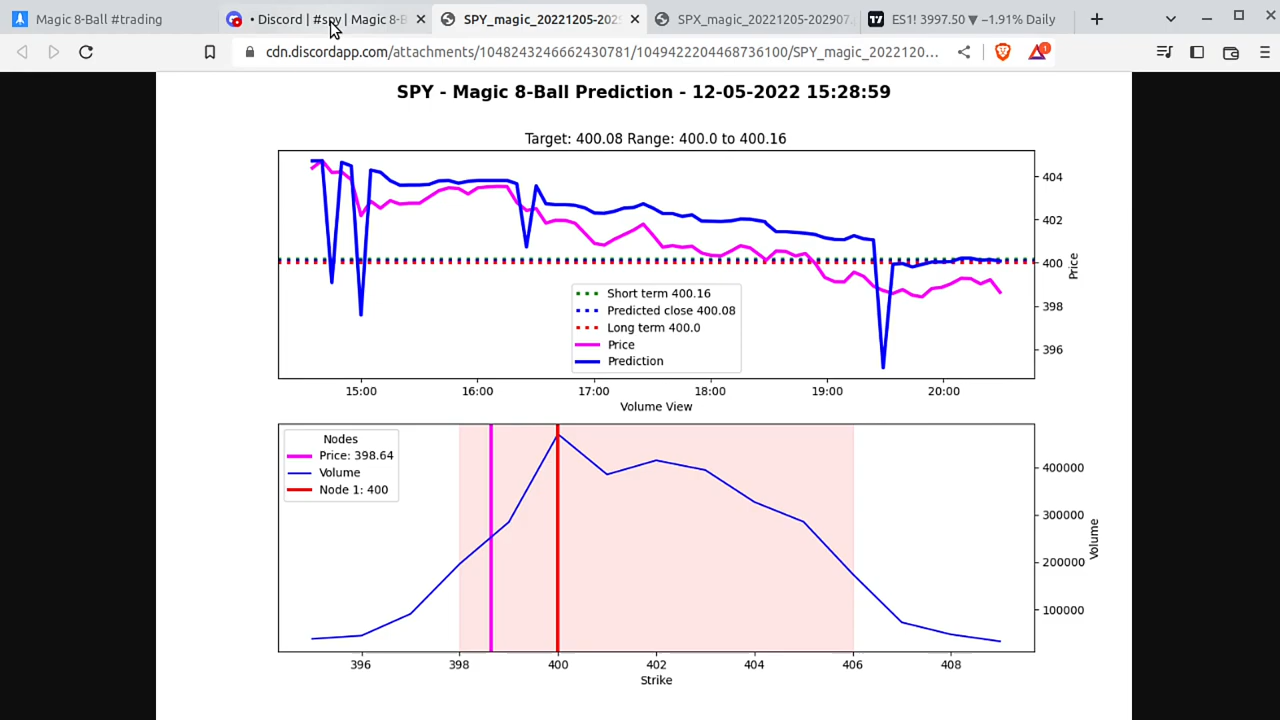 Magic 8-Ball #trading
• Discord | #spy | Magic 8-B
SPY_magic_20221205-202
SPX_magic_20221205-202907.
ES1! 3997.50 ▼ −1.91% Daily
cdn.discordapp.com/attachments/1048243246662430781/1049422204468736100/SPY_magic_2022120...
1
SPY - Magic 8-Ball Prediction - 12-05-2022 15:28:59
Target: 400.08 Range: 400.0 to 400.16
404
402
400
398
396
Price
Short term 400.16
Predicted close 400.08
Long term 400.0
Price
Prediction
15:00 16:00 17:00 18:00 19:00 20:00
Volume View
Nodes
Price: 398.64
Volume
Node 1: 400
400000
300000
200000
100000
Volume
396 398 400 402 404 406 408
Strike